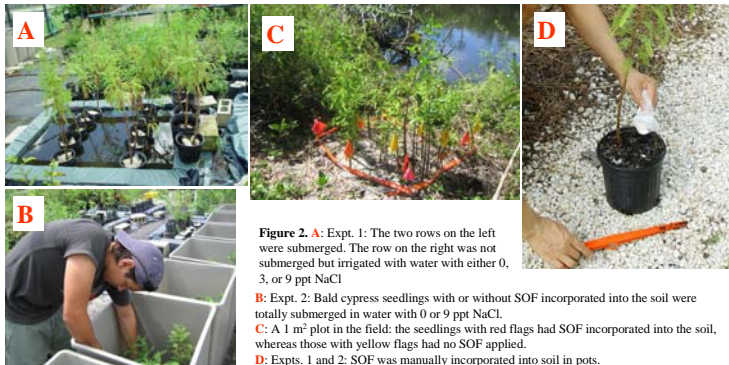 A
C
D
B
Figure 2. A: Expt. 1: The two rows on the left
were submerged. The row on the right was not
submerged but irrigated with water with either 0,
3, or 9 ppt NaCl
B: Expt. 2: Bald cypress seedlings with or without SOF incorporated into the soil were
totally submerged in water with 0 or 9 ppt NaCl.
C: A 1 m² plot in the field: the seedlings with red flags had SOF incorporated into the soil,
whereas those with yellow flags had no SOF applied.
D: Expts. 1 and 2: SOF was manually incorporated into soil in pots.